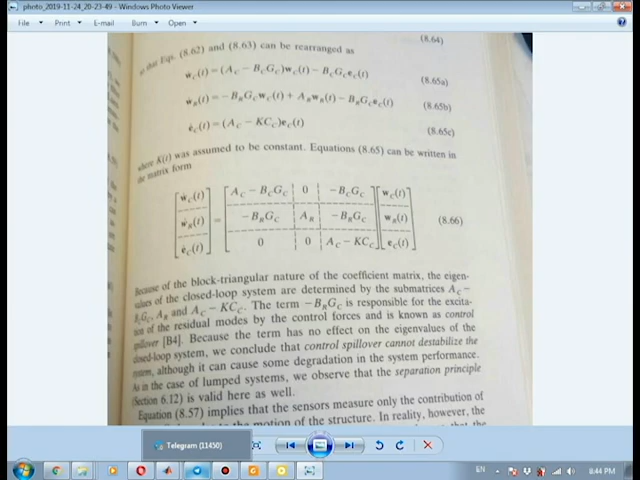 photo_2019-11-24_20-23-49 - Windows Photo Viewer
File Print E-mail Burn Open
(8.64)
so that Eqs. (8.62) and (8.63) can be rearranged as
ẇ_C(t) = (A_C − B_C G_C)w_C(t) − B_C G_C e_C(t) (8.65a)
ẇ_R(t) = −B_R G_C w_C(t) + A_R w_R(t) − B_R G_C e_C(t) (8.65b)
ė_C(t) = (A_C − KC_C)e_C(t) (8.65c)
where K(t) was assumed to be constant. Equations (8.65) can be written in
the matrix form
ẇ_C(t) A_C − B_C G_C 0 −B_C G_C w_C(t)
ẇ_R(t) = −B_R G_C A_R −B_R G_C w_R(t) (8.66)
ė_C(t) 0 0 A_C − KC_C e_C(t)
Because of the block-triangular nature of the coefficient matrix, the eigen-
values of the closed-loop system are determined by the submatrices A_C −
B_C G_C, A_R and A_C − KC_C. The term −B_R G_C is responsible for the excita-
tion of the residual modes by the control forces and is known as control
spillover [B4]. Because the term has no effect on the eigenvalues of the
closed-loop system, we conclude that control spillover cannot destabilize the
system, although it can cause some degradation in the system performance.
As in the case of lumped systems, we observe that the separation principle
(Section 6.12) is valid here as well.
Equation (8.57) implies that the sensors measure only the contribution of
motion of the structure. In reality, however, the
Telegram (11450)
EN
8:44 PM